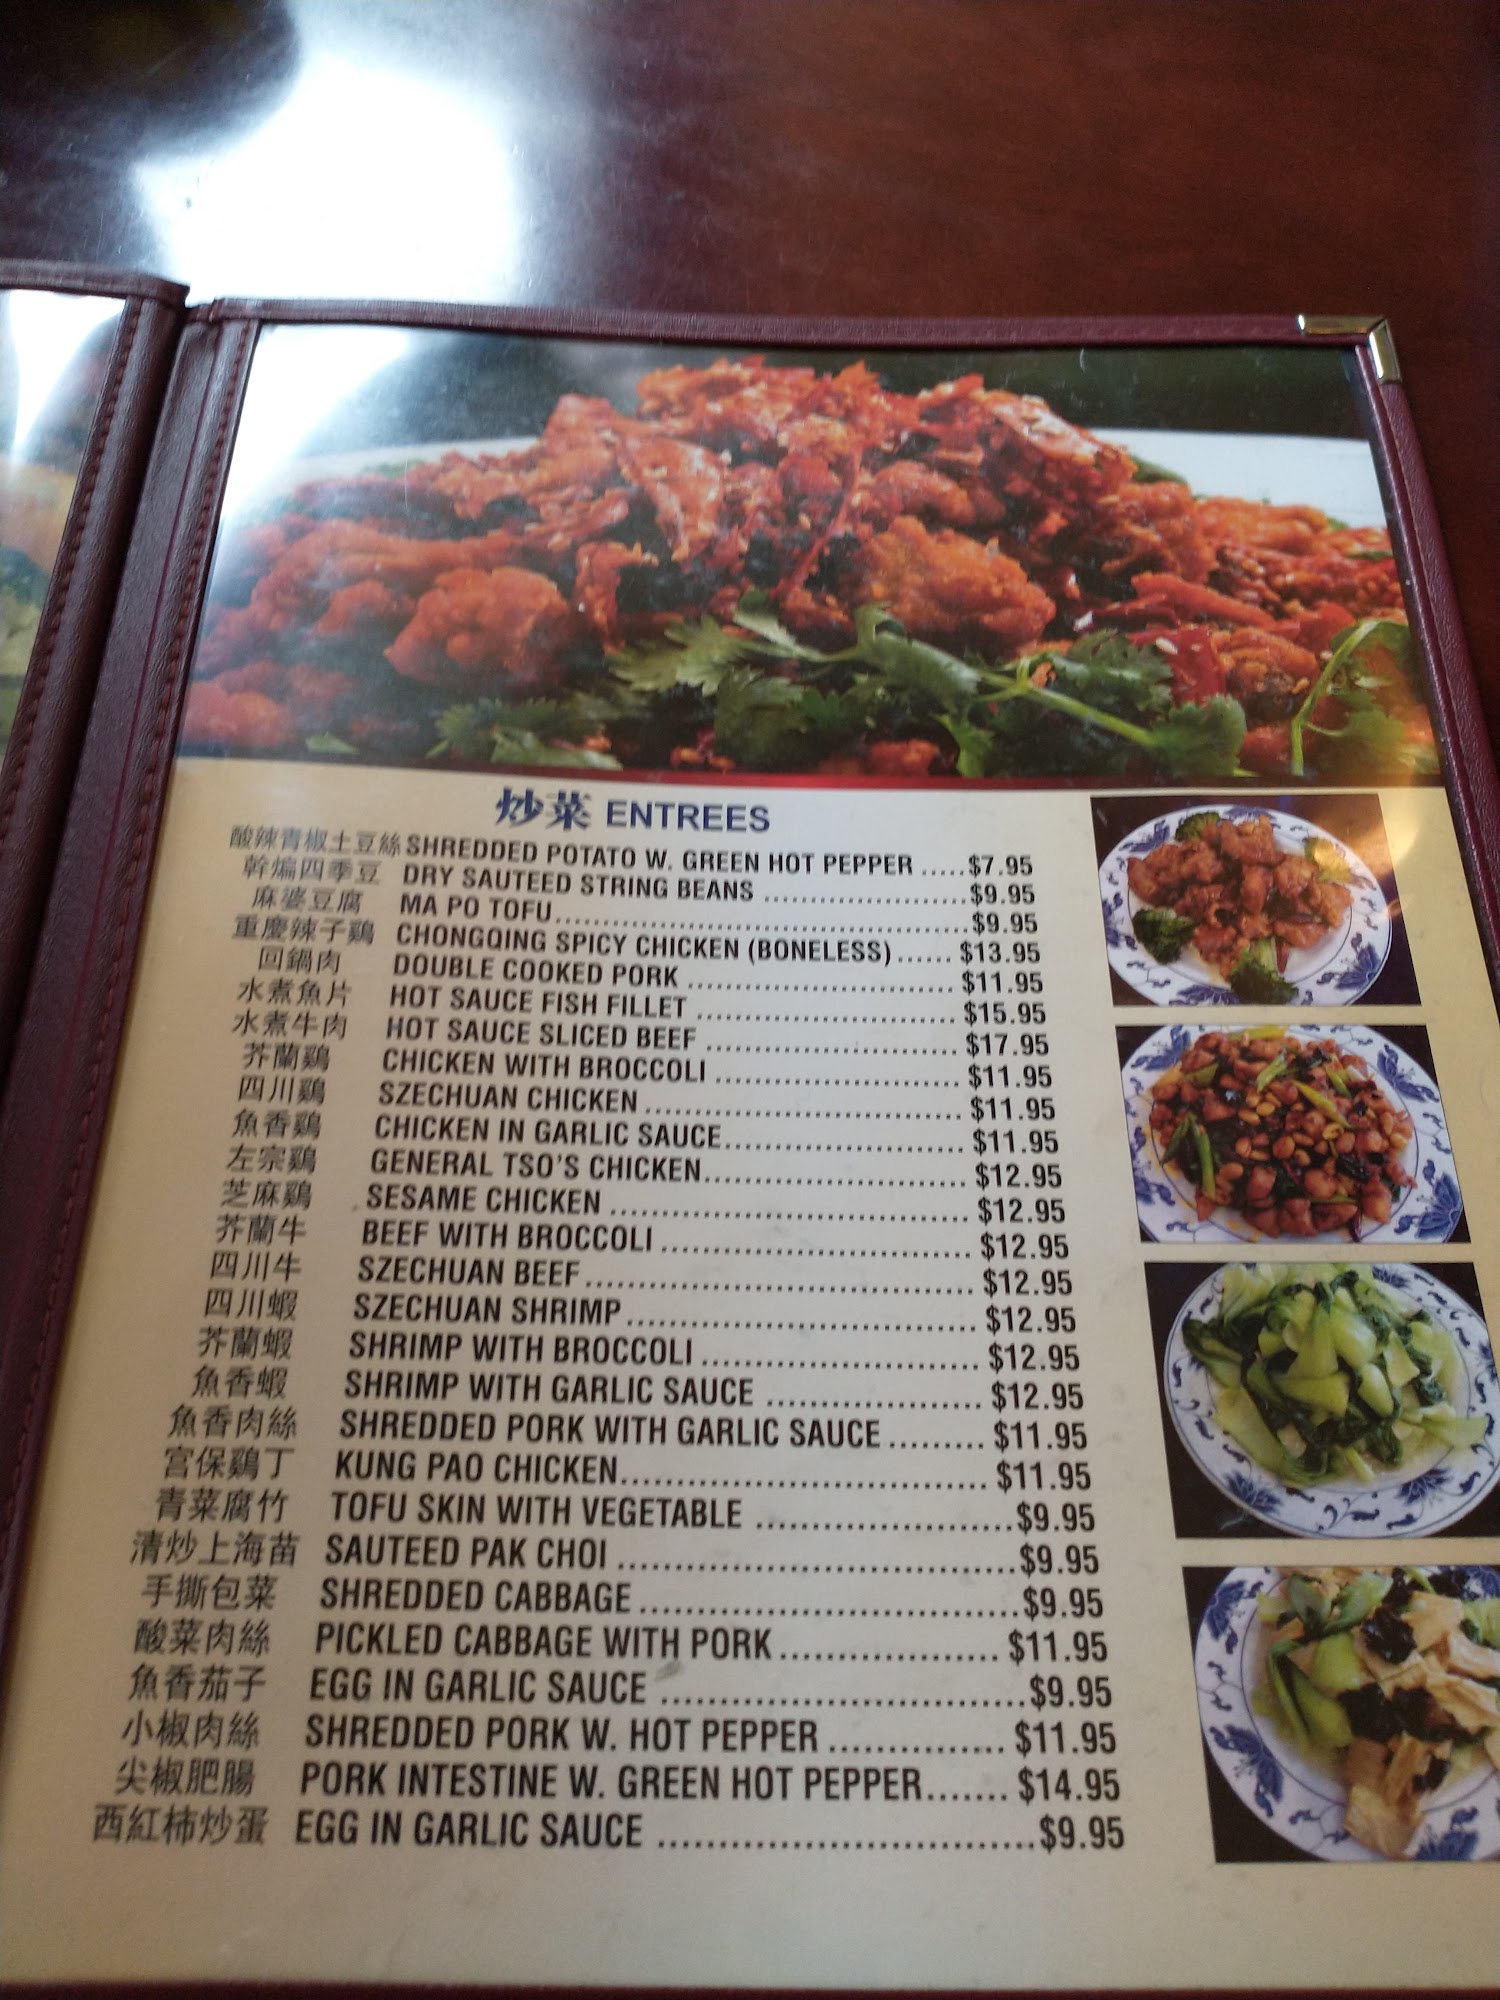 炒菜 ENTREES
酸辣青椒土豆絲 SHREDDED POTATO W. GREEN HOT PEPPER .....$7.95
幹煸四季豆 DRY SAUTEED STRING BEANS ........................$9.95
麻婆豆腐 MA PO TOFU................................................$9.95
重慶辣子鷄 CHONGQING SPICY CHICKEN (BONELESS)...... $13.95
回鍋肉 DOUBLE COOKED PORK ............................... $11.95
水煮魚片 HOT SAUCE FISH FILLET ........................... $15.95
水煮牛肉 HOT SAUCE SLICED BEEF .......................... $17.95
芥蘭鷄 CHICKEN WITH BROCCOLI ......................... $11.95
四川鷄 SZECHUAN CHICKEN ................................ $11.95
魚香鷄 CHICKEN IN GARLIC SAUCE........................ $11.95
左宗鷄 GENERAL TSO'S CHICKEN.......................... $12.95
芝麻鷄 SESAME CHICKEN ................................... $12.95
芥蘭牛 BEEF WITH BROCCOLI .............................. $12.95
四川牛 SZECHUAN BEEF..................................... $12.95
四川蝦 SZECHUAN SHRIMP................................. $12.95
芥蘭蝦 SHRIMP WITH BROCCOLI .......................... $12.95
魚香蝦 SHRIMP WITH GARLIC SAUCE .................... $12.95
魚香肉絲 SHREDDED PORK WITH GARLIC SAUCE ......... $11.95
宫保鷄丁 KUNG PAO CHICKEN.................................. $11.95
青菜腐竹 TOFU SKIN WITH VEGETABLE .......................$9.95
清炒上海苗 SAUTEED PAK CHOI ....................................$9.95
手撕包菜 SHREDDED CABBAGE ..................................$9.95
酸菜肉絲 PICKLED CABBAGE WITH PORK.................... $11.95
魚香茄子 EGG IN GARLIC SAUCE ................................$9.95
小椒肉絲 SHREDDED PORK W. HOT PEPPER ................ $11.95
尖椒肥腸 PORK INTESTINE W. GREEN HOT PEPPER....... $14.95
西紅柿炒蛋 EGG IN GARLIC SAUCE .................................$9.95